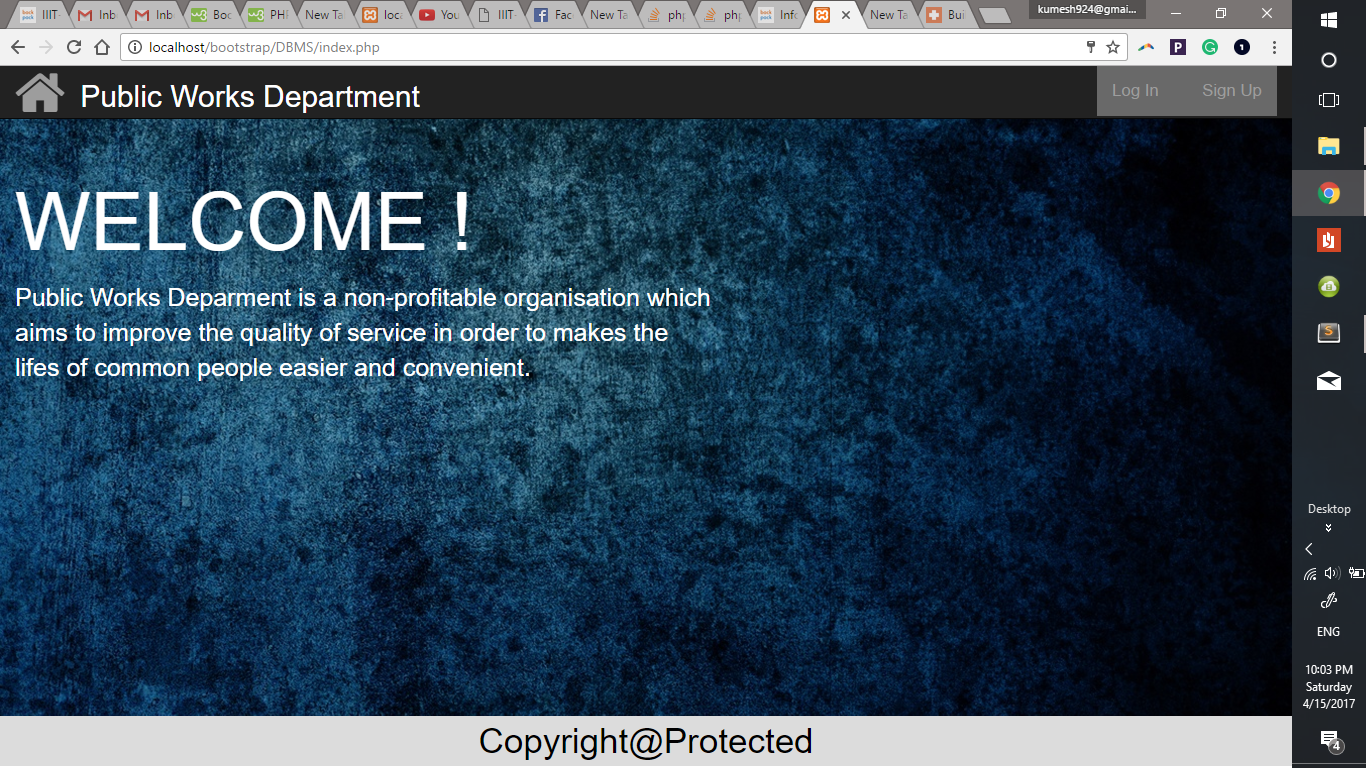 IIIT- Inb Inb Boo PHP New Ta loca You IIIT- Fac New Ta php php Info New Ta Bui kumesh924@gmai...
localhost/bootstrap/DBMS/index.php
Public Works Department Log In Sign Up
WELCOME !
Public Works Deparment is a non-profitable organisation which
aims to improve the quality of service in order to makes the
lifes of common people easier and convenient.
Copyright@Protected
Desktop
ENG
10:03 PM
Saturday
4/15/2017
4